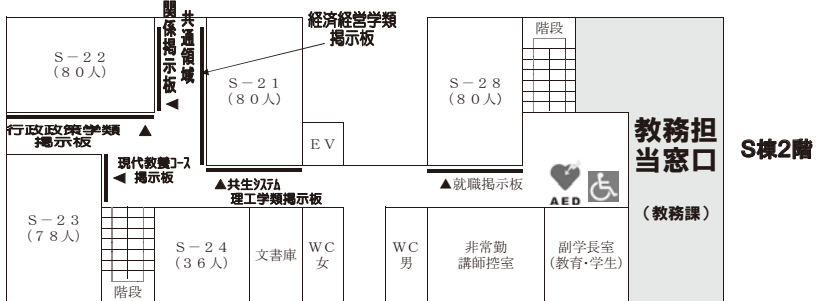 S－22
（80人）
共通領域
関係掲示板
◀
経済経営学類
掲示板
S－21
（80人）
EV
S－28
（80人）
階段
教務担
当窓口
（教務課）
S棟2階
行政政策学類 ▲
掲示板
現代教養コース
◀ 掲示板
▲共生システム
理工学類掲示板
▲就職掲示板
AED
S－23
（78人）
階段
S－24
（36人）
文書庫
WC
女
WC
男
非常勤
講師控室
副学長室
（教育・学生）